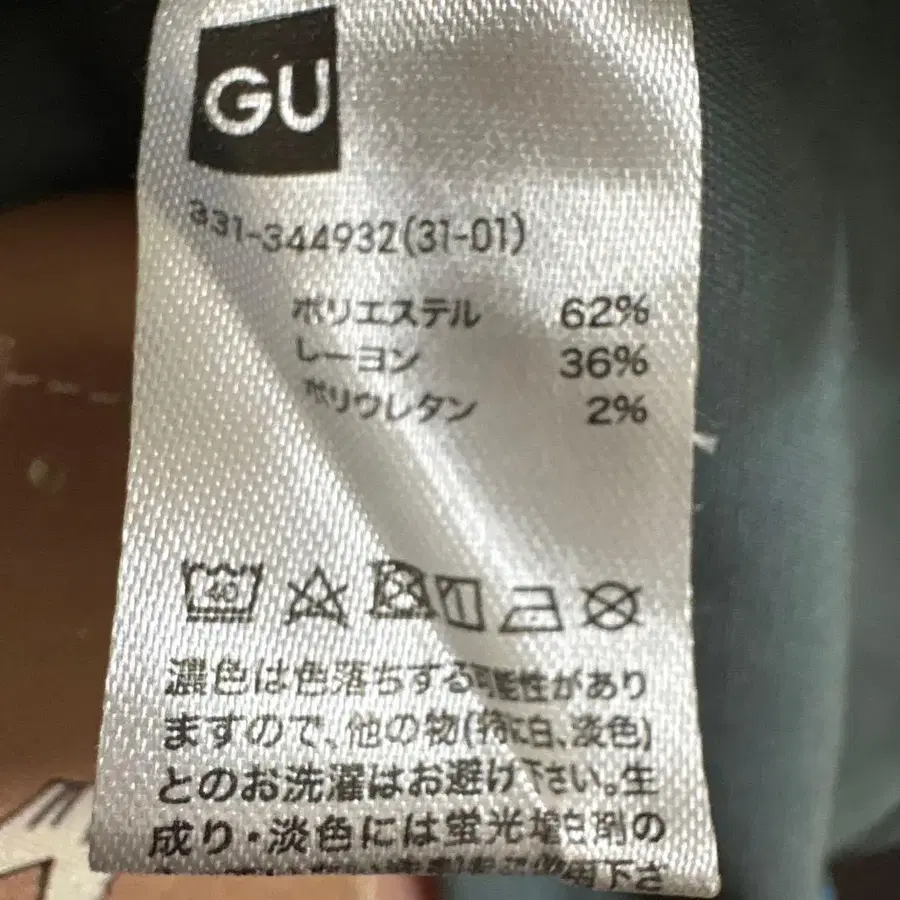 GU
331-344932(31-01)
ポリエステル 62%
レーヨン 36%
ポリウレタン 2%
40
濃色は色落ちする可能性があり
ますので、他の物(特に白、淡色)
とのお洗濯はお避け下さい。生
成り・淡色には蛍光増白剤の